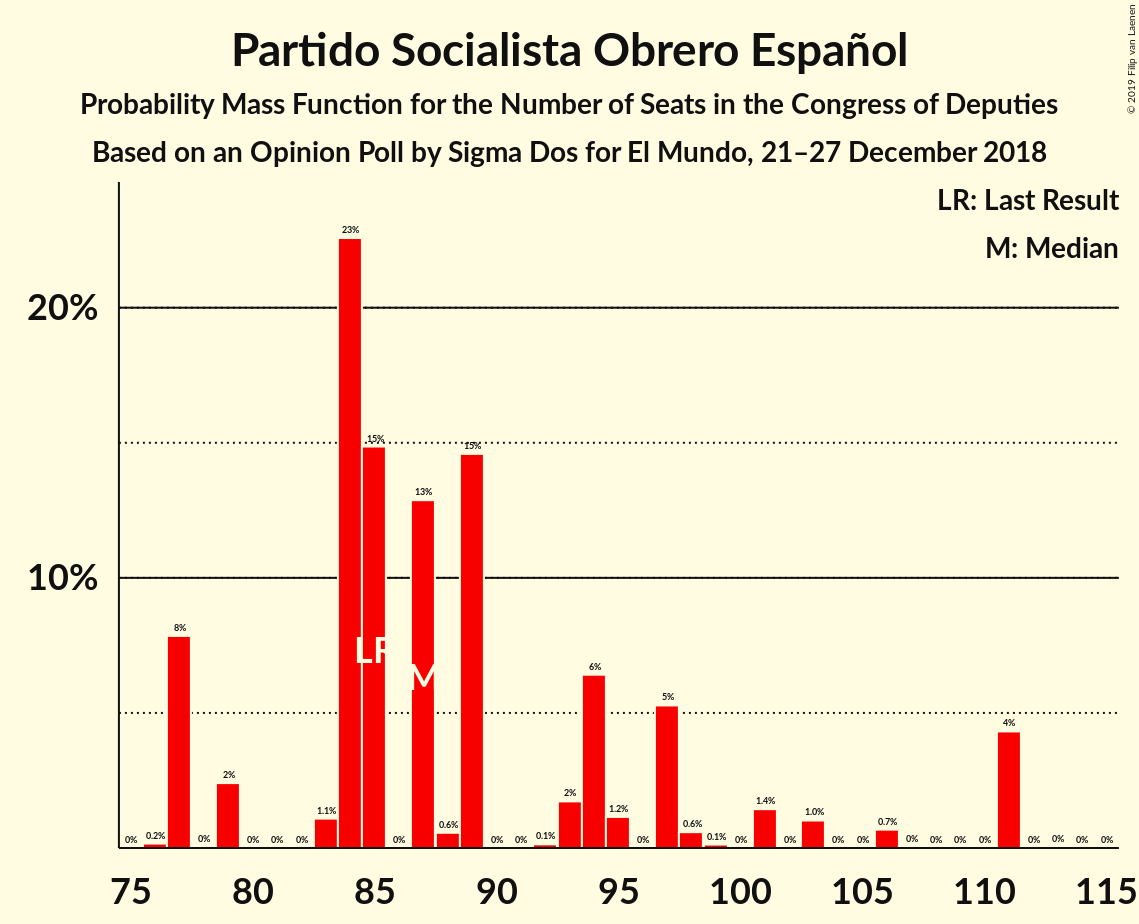 Partido Socialista Obrero Español
Probability Mass Function for the Number of Seats in the Congress of Deputies
Based on an Opinion Poll by Sigma Dos for El Mundo, 21–27 December 2018
© 2019 Filip van Laenen
LR: Last Result
M: Median
20%
10%
0% 0.2% 8% 0% 2% 0% 0% 0% 1.1% 23% 15% 0% 13% 0.6% 15% 0% 0% 0.1% 2% 6% 1.2% 0% 5% 0.6% 0.1% 0% 1.4% 0% 1.0% 0% 0% 0.7% 0% 0% 0% 0% 4% 0% 0% 0% 0%
LR
M
75 80 85 90 95 100 105 110 115